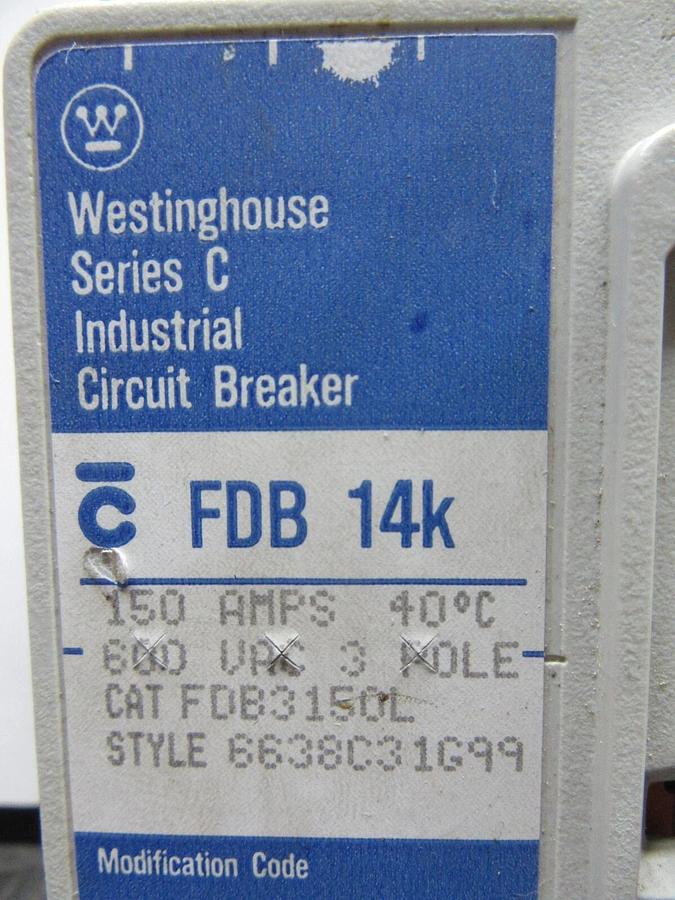 Westinghouse
Series C
Industrial
Circuit Breaker
C FDB 14k
150 AMPS 40°C
600 VAC 3 POLE
CAT FDB3150L
STYLE 6638C31G99
Modification Code